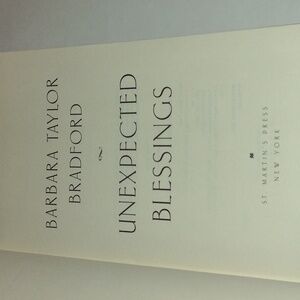 BARBARA TAYLOR
BRADFORD
UNEXPECTED
BLESSINGS
ST. MARTIN'S PRESS
NEW YORK